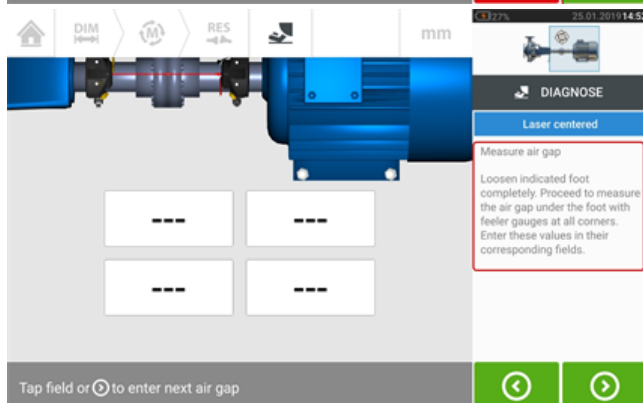 DIM
M
RES
mm
27%
25.01.2019 14:52
DIAGNOSE
Laser centered
Measure air gap
Loosen indicated foot
completely. Proceed to measure
the air gap under the foot with
feeler gauges at all corners.
Enter these values in their
corresponding fields.
---
---
---
---
Tap field or to enter next air gap